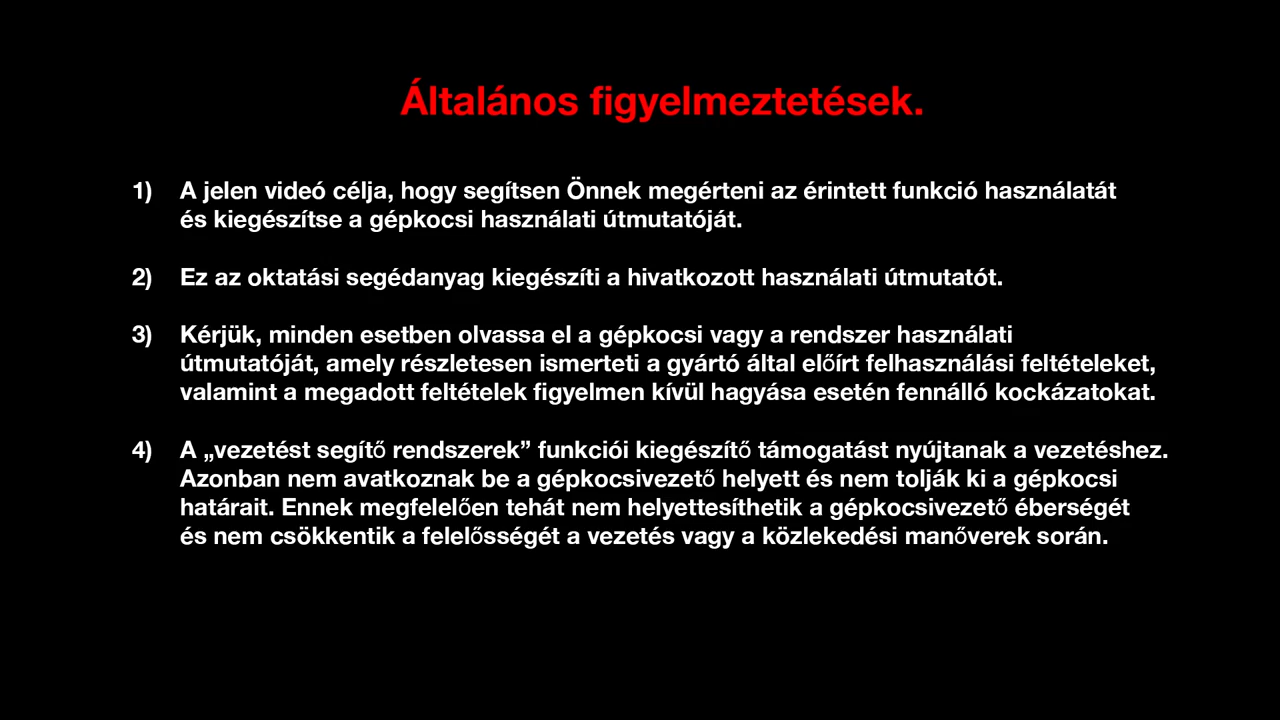 Általános figyelmeztetések.
1) A jelen videó célja, hogy segítsen Önnek megérteni az érintett funkció használatát
és kiegészítse a gépkocsi használati útmutatóját.
2) Ez az oktatási segédanyag kiegészíti a hivatkozott használati útmutatót.
3) Kérjük, minden esetben olvassa el a gépkocsi vagy a rendszer használati
útmutatóját, amely részletesen ismerteti a gyártó által előírt felhasználási feltételeket,
valamint a megadott feltételek figyelmen kívül hagyása esetén fennálló kockázatokat.
4) A „vezetést segítő rendszerek” funkciói kiegészítő támogatást nyújtanak a vezetéshez.
Azonban nem avatkoznak be a gépkocsivezető helyett és nem tolják ki a gépkocsi
határait. Ennek megfelelően tehát nem helyettesíthetik a gépkocsivezető éberségét
és nem csökkentik a felelősségét a vezetés vagy a közlekedési manőverek során.